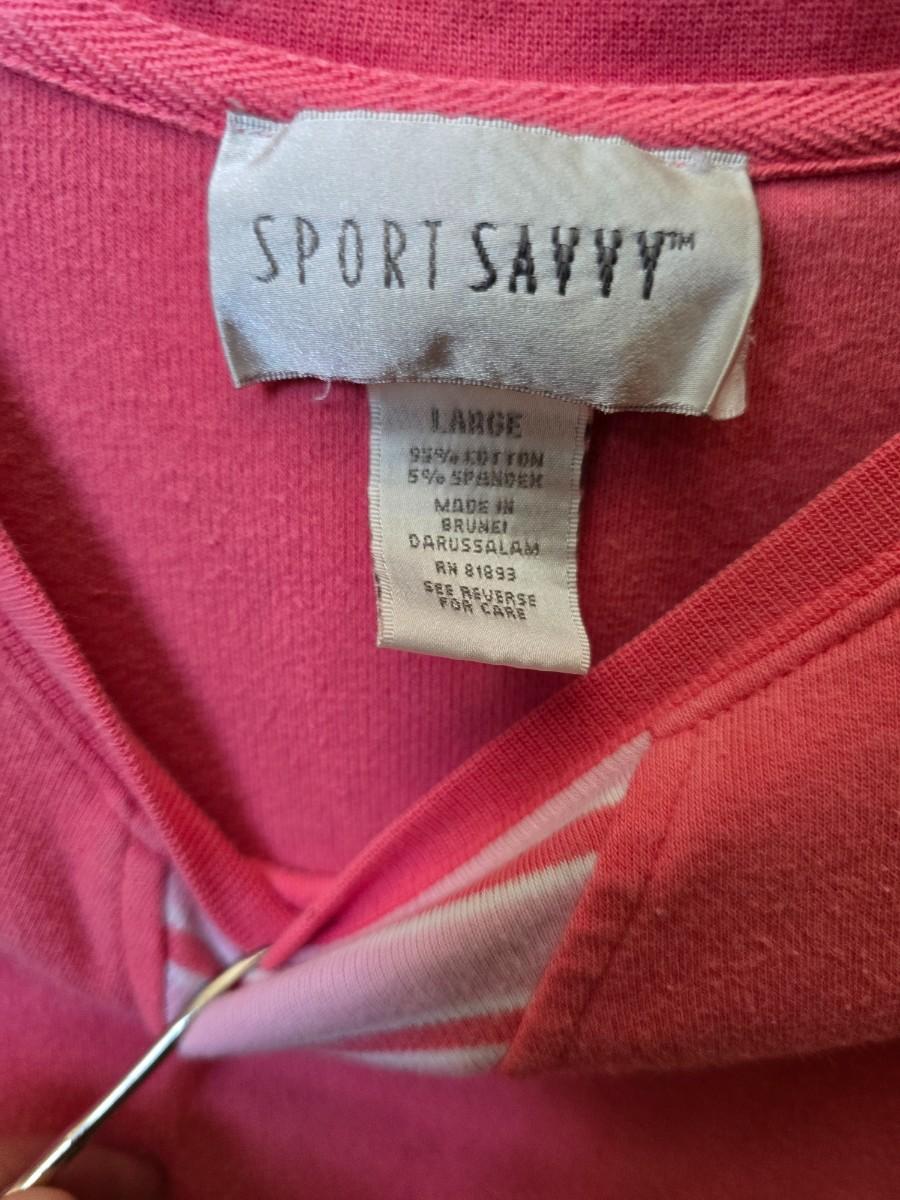 SPORT SAVVY™
LARGE
95% COTTON
5% SPANDEX
MADE IN
BRUNEI
DARUSSALAM
RN 81893
SEE REVERSE
FOR CARE